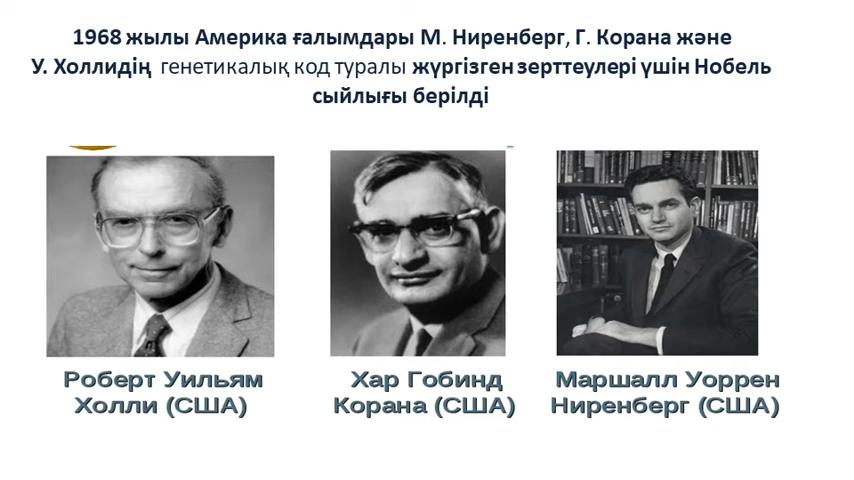 1968 жылы Америка ғалымдары М. Ниренберг, Г. Корана және
У. Холлидің генетикалық код туралы жүргізген зерттеулері үшін Нобель
сыйлығы берілді
Роберт Уильям
Холли (США)
Хар Гобинд
Корана (США)
Маршалл Уоррен
Ниренберг (США)